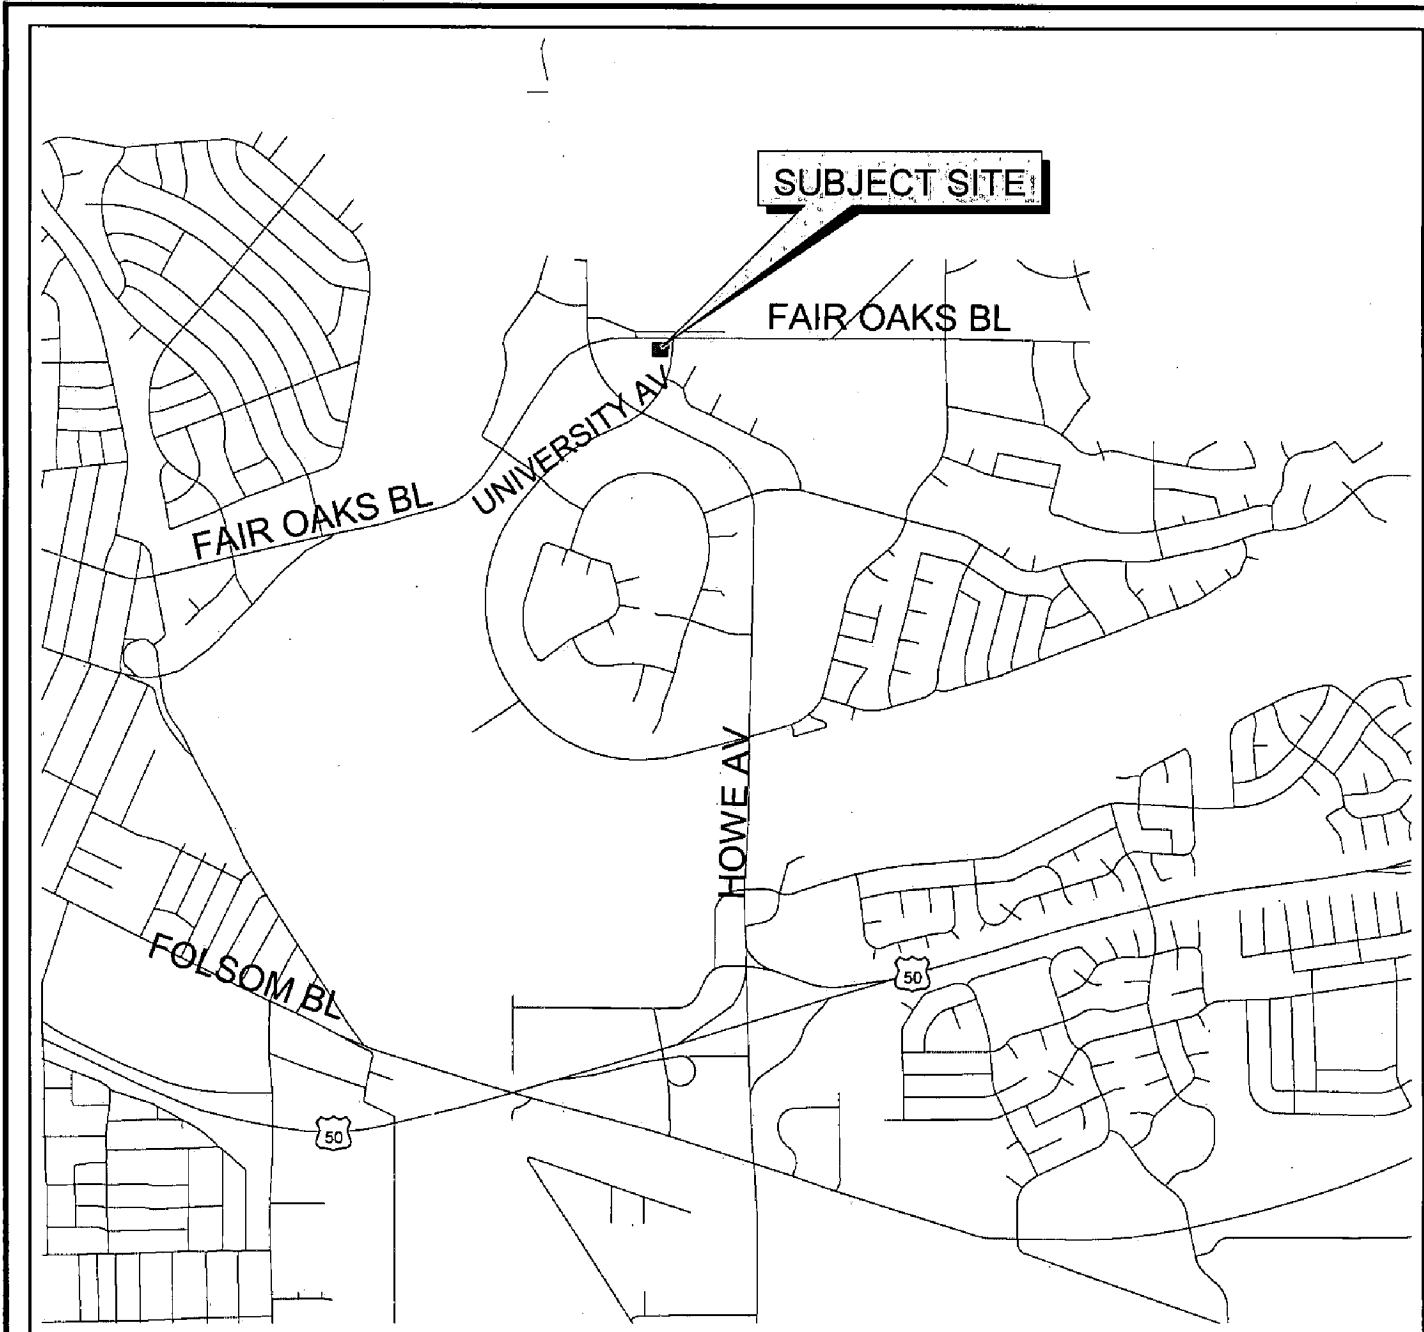 SUBJECT SITE
FAIR OAKS BL
UNIVERSITY AV
FAIR OAKS BL
HOWE AV
FOLSOM BL
50
50